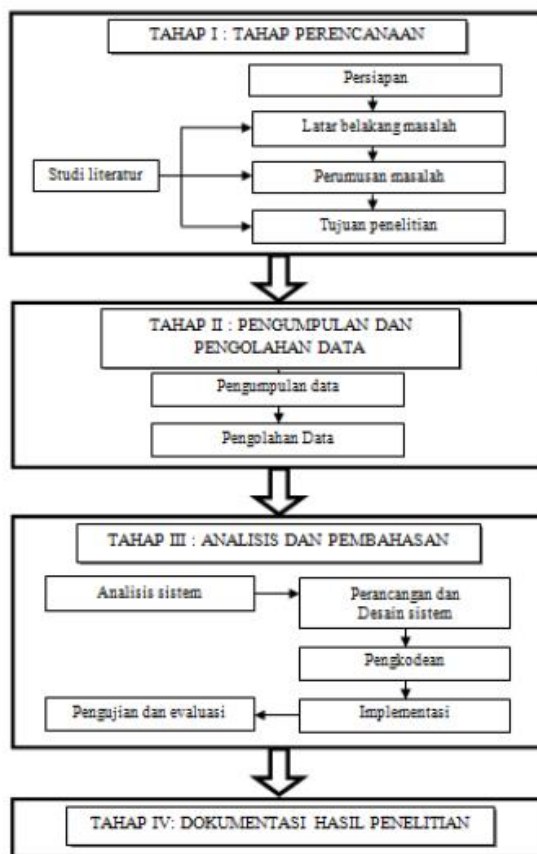 TAHAP I : TAHAP PERENCANAAN
Persiapan
Latar belakang masalah
Studi literatur
Perumusan masalah
Tujuan penelitian
TAHAP II : PENGUMPULAN DAN
PENGOLAHAN DATA
Pengumpulan data
Pengolahan Data
TAHAP III : ANALISIS DAN PEMBAHASAN
Analisis sistem
Perancangan dan
Desain sistem
Pengkodean
Pengujian dan evaluasi
Implementasi
TAHAP IV: DOKUMENTASI HASIL PENELITIAN